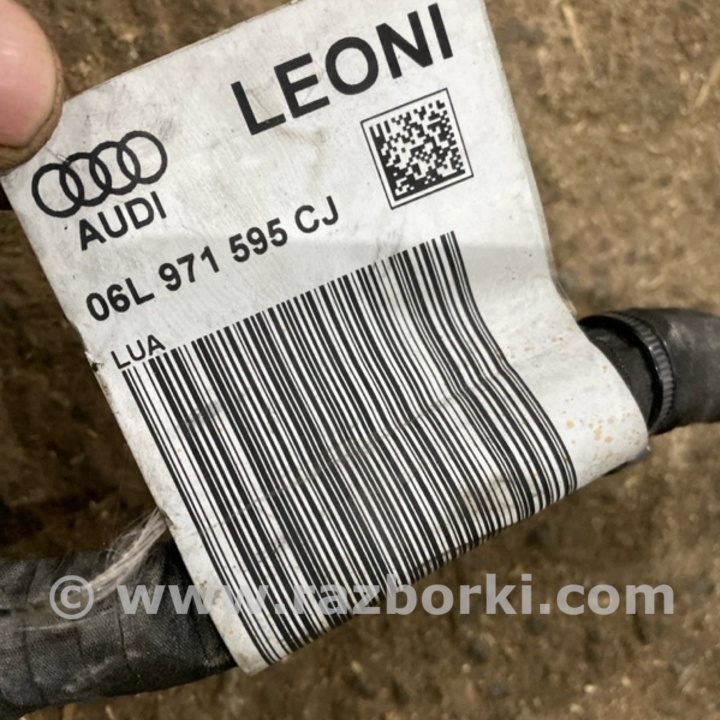 LEONI
AUDI
06L 971 595 CJ
LUA
© www.razborki.com